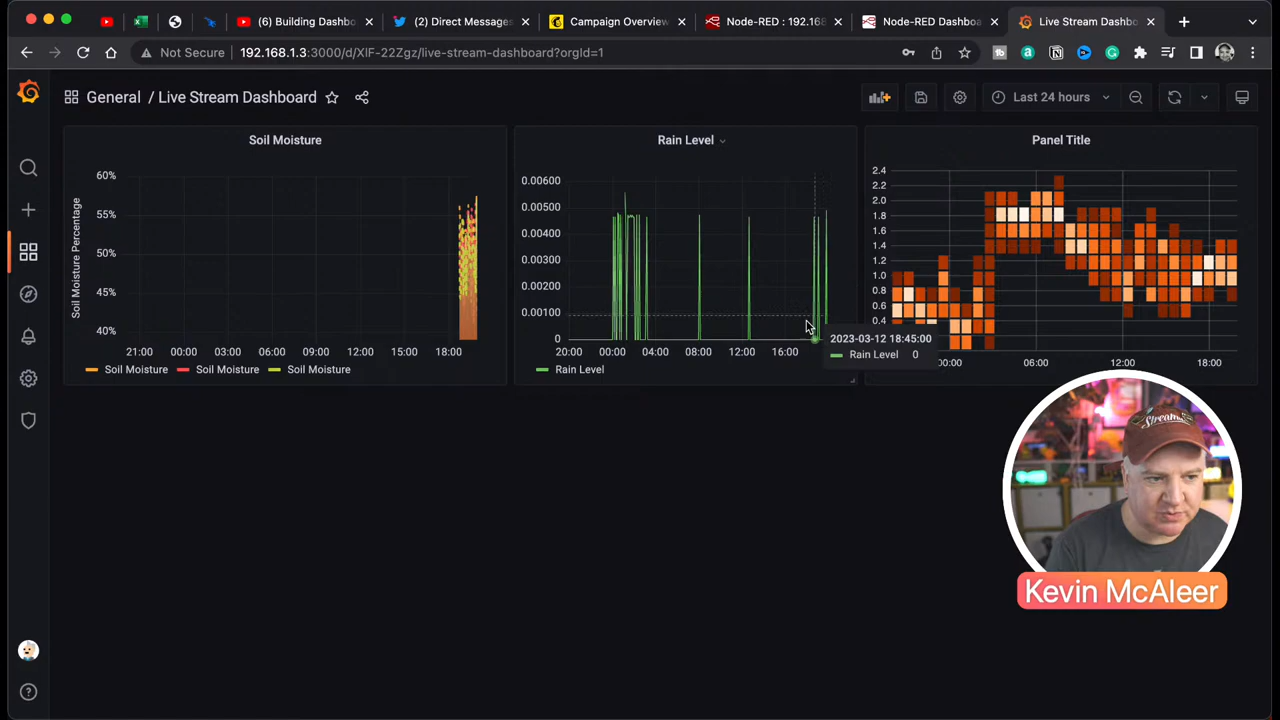 (6) Building Dashbo
(2) Direct Messages
Campaign Overview
Node-RED : 192.168
Node-RED Dashboa
Live Stream Dashbo
Not Secure
192.168.1.3:3000/d/XIF-22Zgz/live-stream-dashboard?orgId=1
General / Live Stream Dashboard
Last 24 hours
Soil Moisture
Soil Moisture Percentage
60%
55%
50%
45%
40%
21:00 00:00 03:00 06:00 09:00 12:00 15:00 18:00
Soil Moisture Soil Moisture Soil Moisture
Rain Level
0.00600
0.00500
0.00400
0.00300
0.00200
0.00100
0
20:00 00:00 04:00 08:00 12:00 16:00
Rain Level
2023-03-12 18:45:00
Rain Level 0
Panel Title
2.4
2.2
2.0
1.8
1.6
1.4
1.2
1.0
0.8
0.6
0.4
00:00 06:00 12:00 18:00
Kevin McAleer